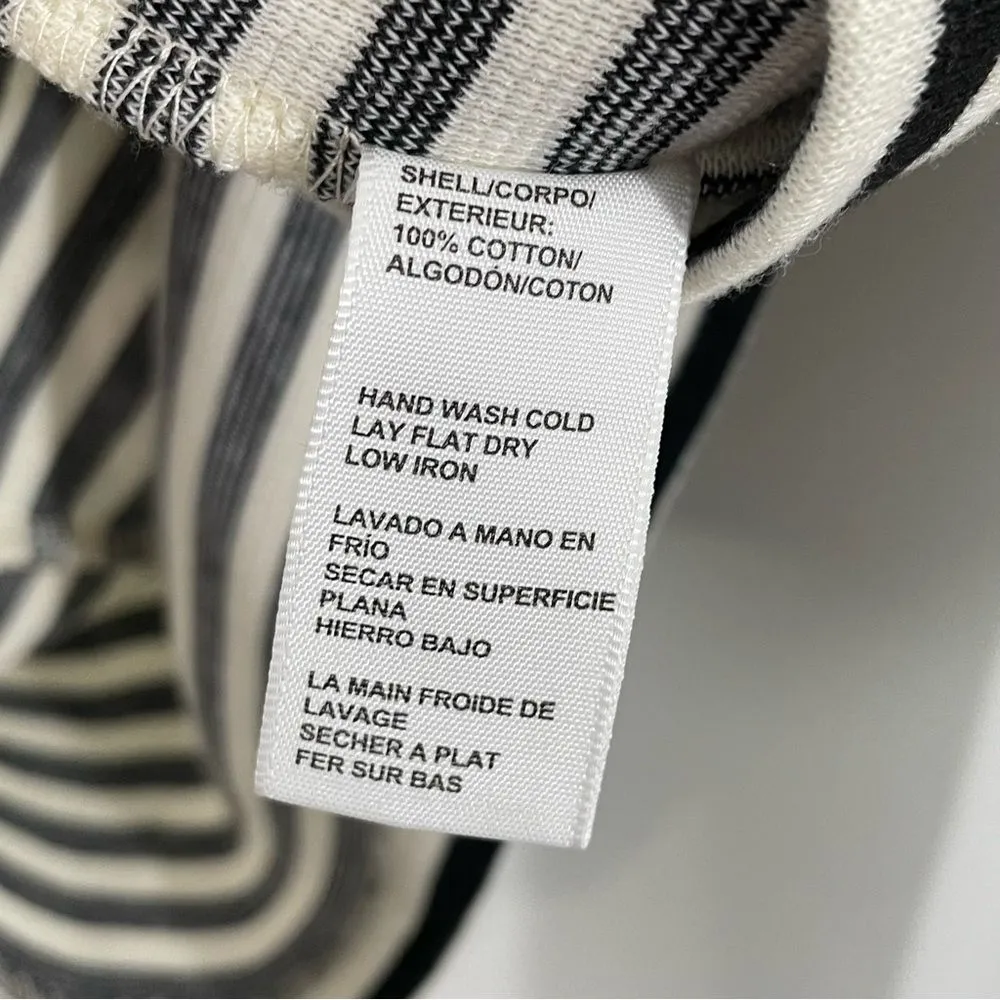 SHELL/CORPO/
EXTERIEUR:
100% COTTON/
ALGODÓN/COTON
HAND WASH COLD
LAY FLAT DRY
LOW IRON
LAVADO A MANO EN
FRÍO
SECAR EN SUPERFICIE
PLANA
HIERRO BAJO
LA MAIN FROIDE DE
LAVAGE
SECHER A PLAT
FER SUR BAS